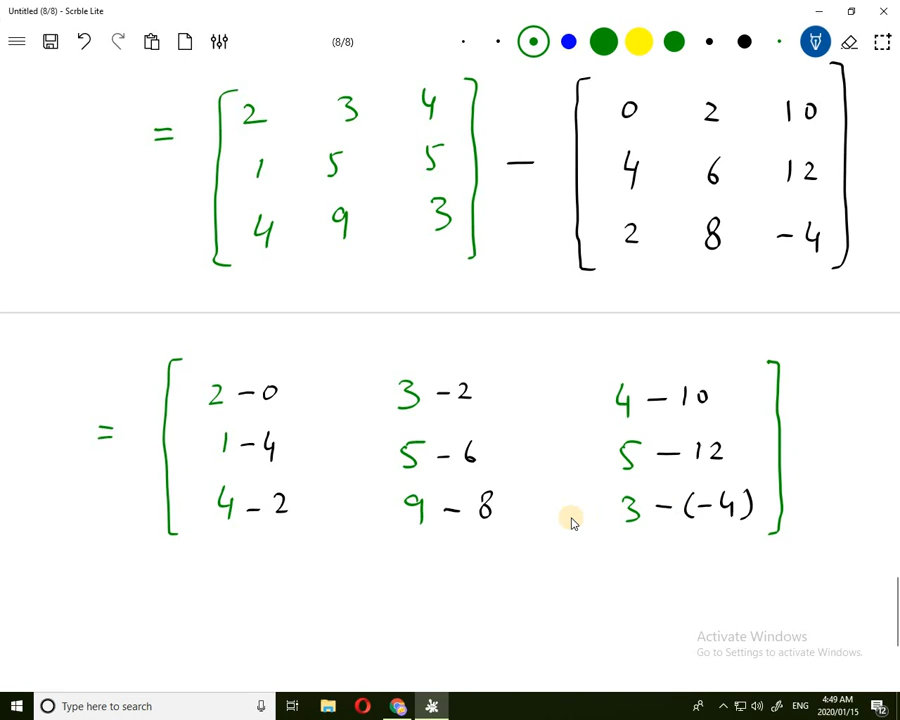 Untitled (8/8) - Scrble Lite
(8/8)
= [ 2 3 4 ] - [ 0 2 10 ]
1 5 5 4 6 12
4 9 3 2 8 -4
= [ 2-0 3-2 4-10 ]
1-4 5-6 5-12
4-2 9-8 3-(-4)
Activate Windows
Go to Settings to activate Windows.
Type here to search
ENG
4:49 AM
2020/01/15
12